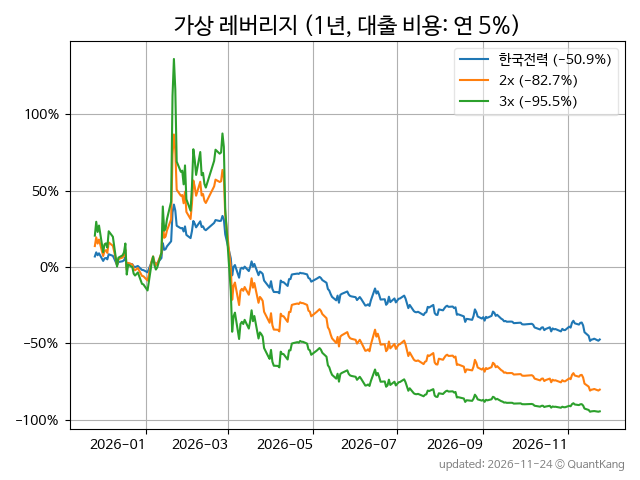 가상 레버리지 (1년, 대출 비용: 연 5%)
한국전력 (−50.9%)
2x (−82.7%)
3x (−95.5%)
100%
50%
0%
−50%
−100%
2026-01 2026-03 2026-05 2026-07 2026-09 2026-11
updated: 2026-11-24 © QuantKang